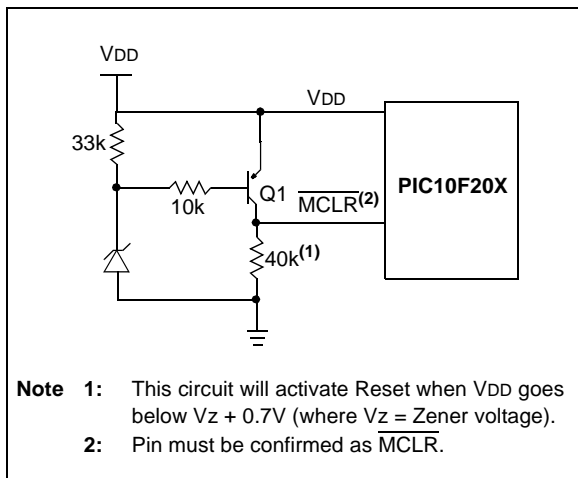 VDD
VDD
33k
PIC10F20X
Q1
MCLR(2)
10k
40k(1)
Note 1: This circuit will activate Reset when VDD goes
below Vz + 0.7V (where Vz = Zener voltage).
2: Pin must be confirmed as MCLR.